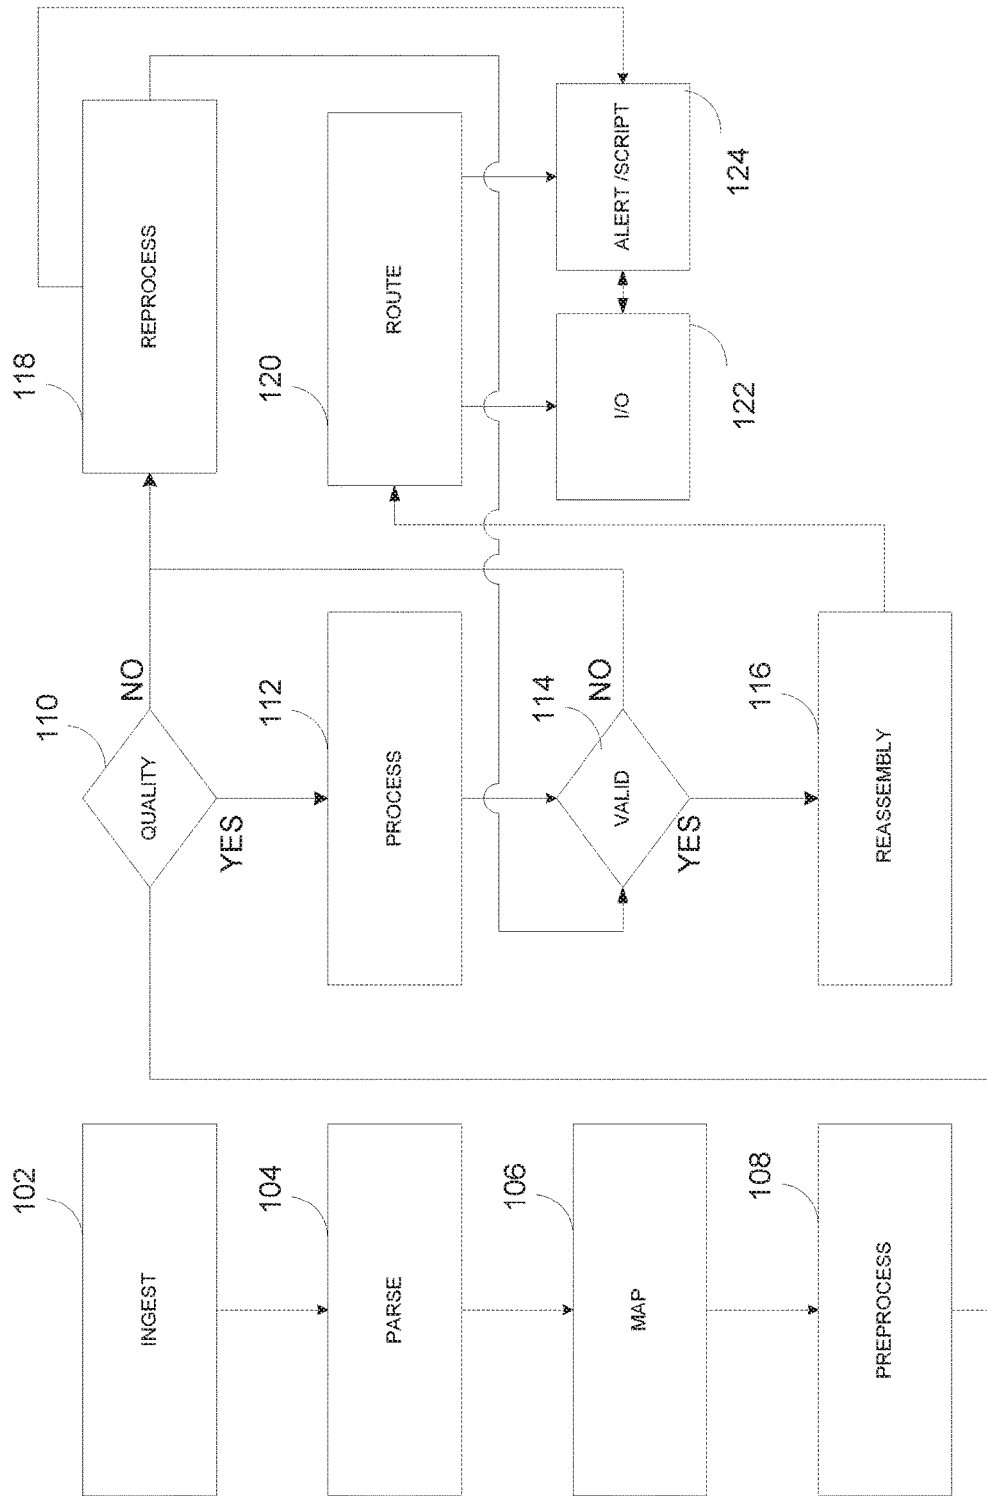 102
INGEST
104
PARSE
106
MAP
108
PREPROCESS
110
QUALITY
NO
YES
112
PROCESS
114
VALID
NO
YES
116
REASSEMBLY
118
REPROCESS
120
ROUTE
I/O
122
ALERT /SCRIPT
124